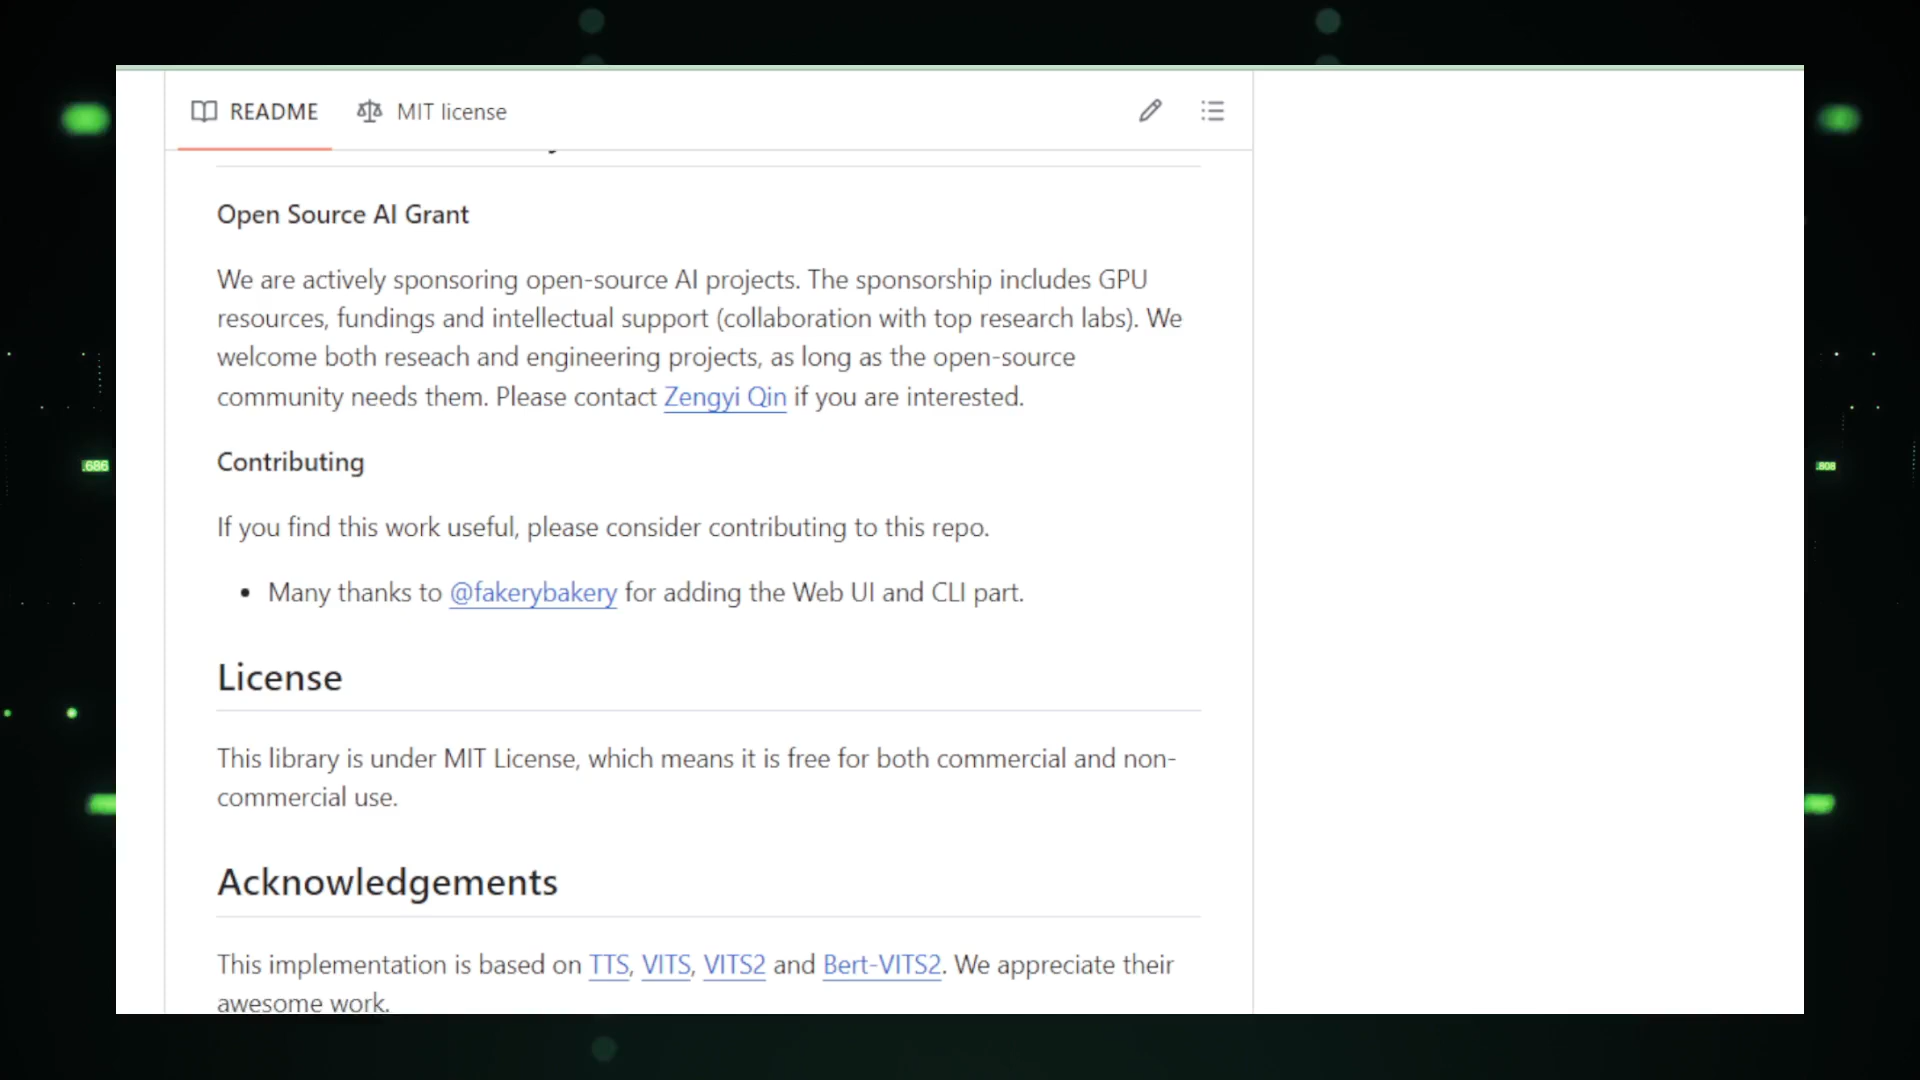 README MIT license
Open Source AI Grant
We are actively sponsoring open-source AI projects. The sponsorship includes GPU
resources, fundings and intellectual support (collaboration with top research labs). We
welcome both reseach and engineering projects, as long as the open-source
community needs them. Please contact Zengyi Qin if you are interested.
.686
.808
Contributing
If you find this work useful, please consider contributing to this repo.
• Many thanks to @fakerybakery for adding the Web UI and CLI part.
License
This library is under MIT License, which means it is free for both commercial and non-
commercial use.
Acknowledgements
This implementation is based on TTS, VITS, VITS2 and Bert-VITS2. We appreciate their
awesome work.